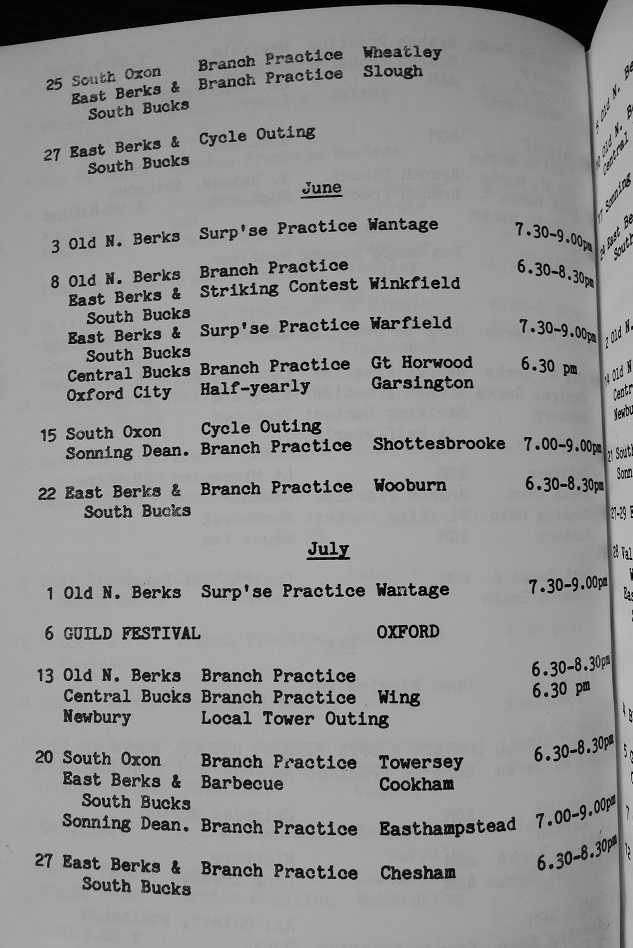 25 South Oxon Branch Practice Wheatley
East Berks & Branch Practice Slough
South Bucks
27 East Berks & Cycle Outing
South Bucks
June
3 Old N. Berks Surp'se Practice Wantage 7.30-9.00pm
8 Old N. Berks Branch Practice 6.30-8.30pm
East Berks & Striking Contest Winkfield
South Bucks
East Berks & Surp'se Practice Warfield 7.30-9.00pm
South Bucks
Central Bucks Branch Practice Gt Horwood 6.30 pm
Oxford City Half-yearly Garsington
15 South Oxon Cycle Outing
Sonning Dean. Branch Practice Shottesbrooke 7.00-9.00pm
22 East Berks & Branch Practice Wooburn 6.30-8.30pm
South Bucks
July
1 Old N. Berks Surp'se Practice Wantage 7.30-9.00pm
6 GUILD FESTIVAL OXFORD
13 Old N. Berks Branch Practice 6.30-8.30pm
Central Bucks Branch Practice Wing 6.30 pm
Newbury Local Tower Outing
20 South Oxon Branch Practice Towersey 6.30-8.30pm
East Berks & Barbecue Cookham
South Bucks
Sonning Dean. Branch Practice Easthampstead 7.00-9.00pm
27 East Berks & Branch Practice Chesham 6.30-8.30pm
South Bucks